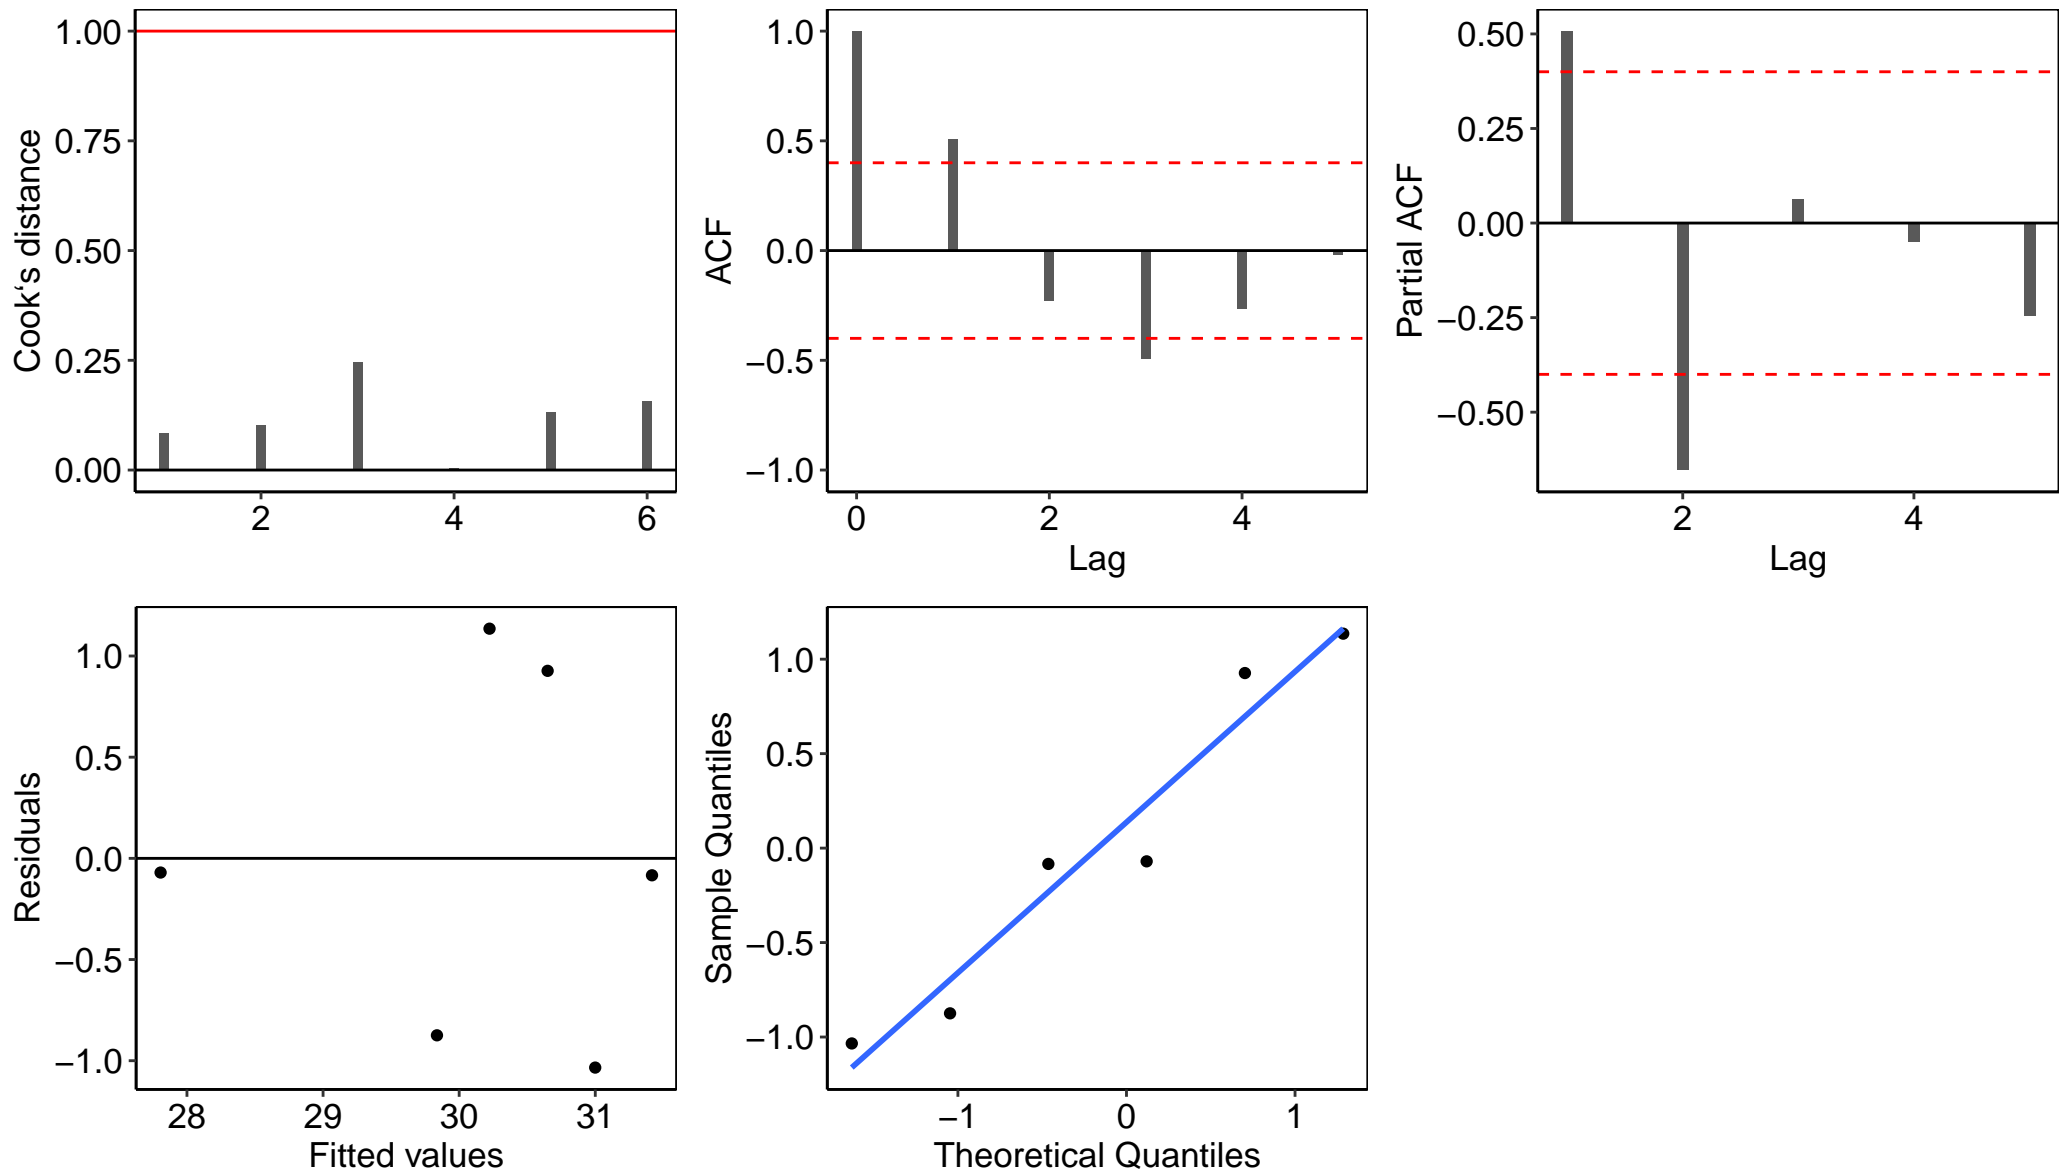 Cook‘s distance
1.00
0.75
0.50
0.25
0.00
2 4 6
ACF
1.0
0.5
0.0
−0.5
−1.0
0 2 4
Lag
Partial ACF
0.50
0.25
0.00
−0.25
−0.50
2 4
Lag
Residuals
1.0
0.5
0.0
−0.5
−1.0
28 29 30 31
Fitted values
Sample Quantiles
1.0
0.5
0.0
−0.5
−1.0
−1 0 1
Theoretical Quantiles